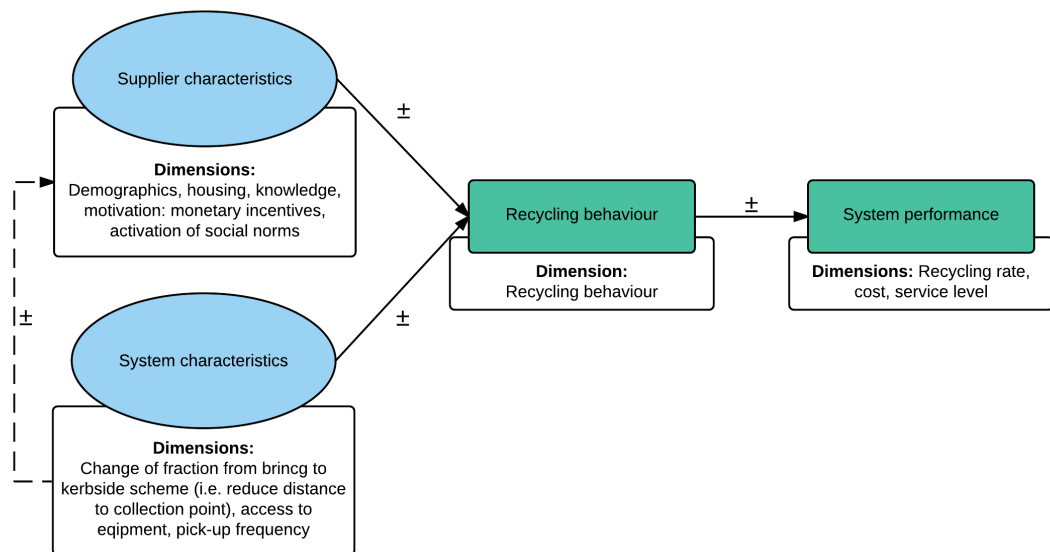 Supplier characteristics
Dimensions:
Demographics, housing, knowledge,
motivation: monetary incentives,
activation of social norms
±
Recycling behaviour
Dimension:
Recycling behaviour
±
System performance
Dimensions: Recycling rate,
cost, service level
±
±
System characteristics
Dimensions:
Change of fraction from brincg to
kerbside scheme (i.e. reduce distance
to collection point), access to
eqipment, pick-up frequency